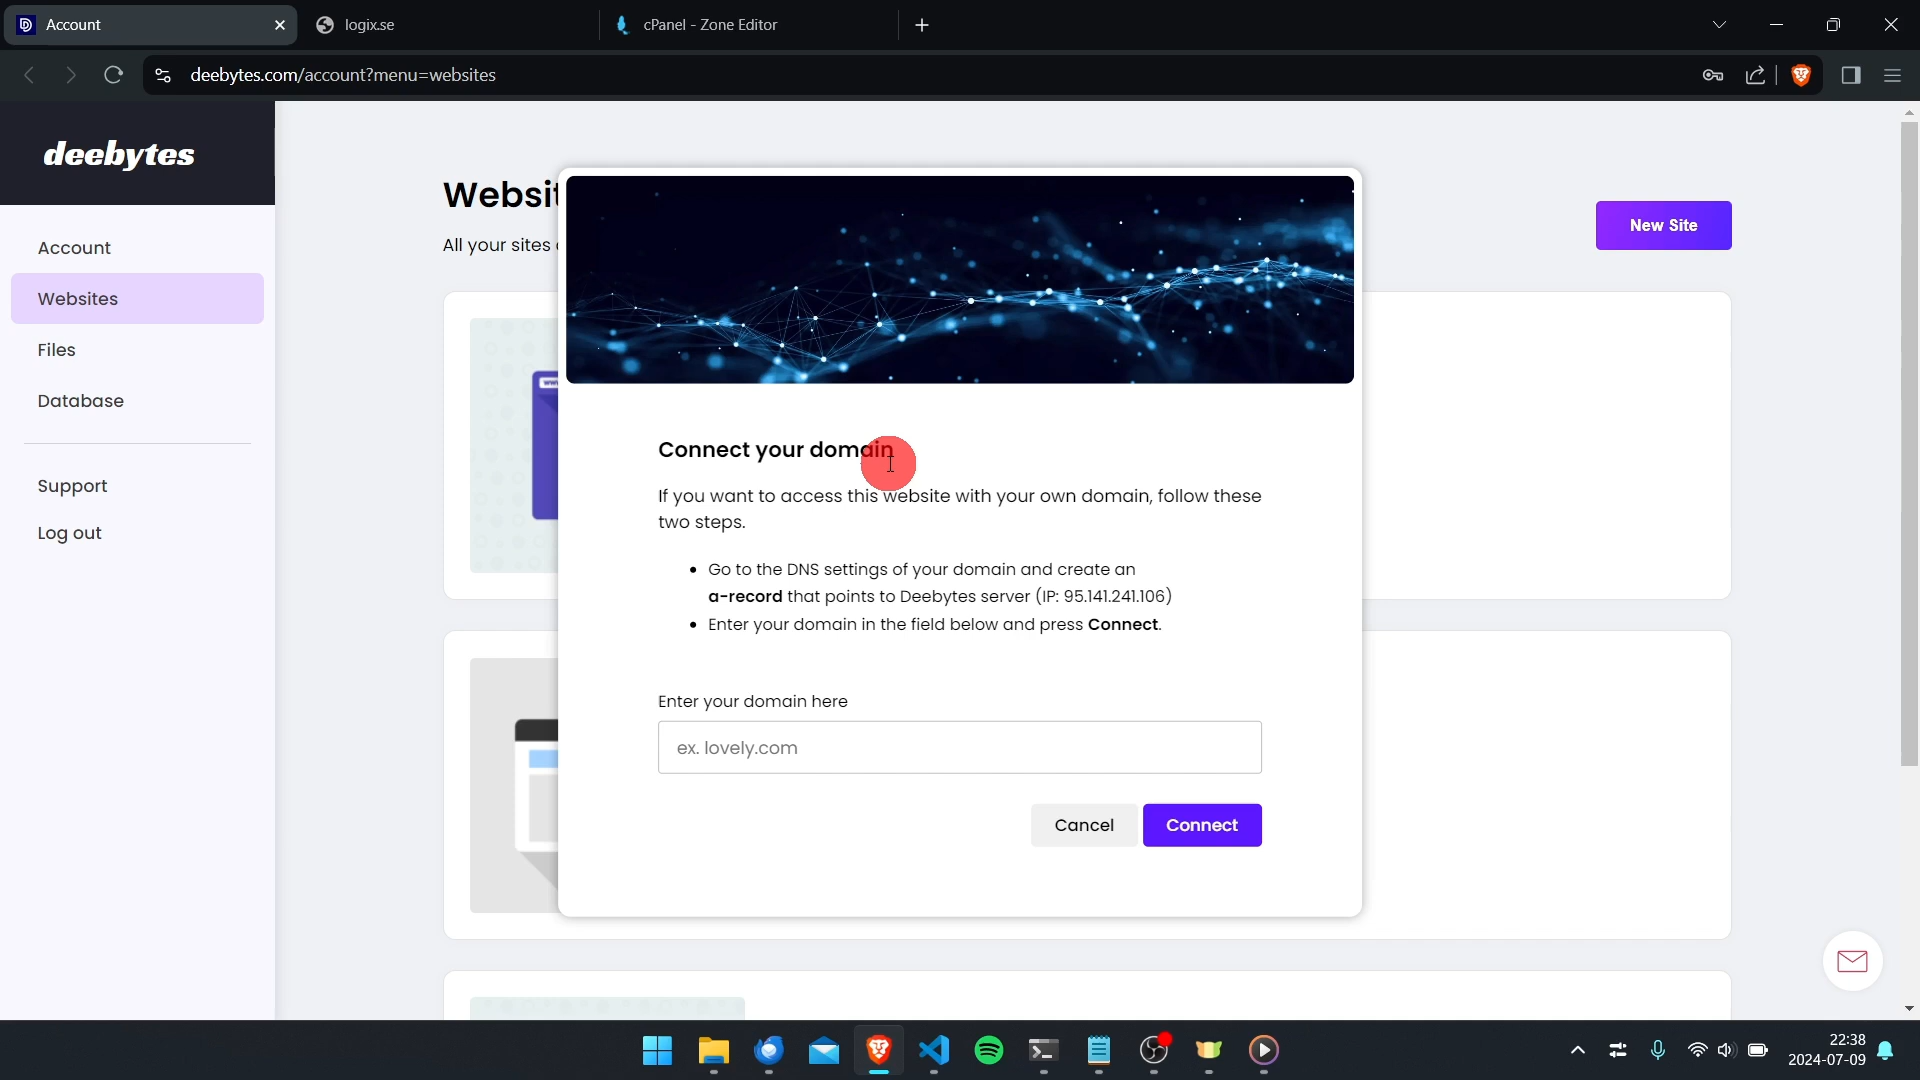 Account
logix.se
cPanel - Zone Editor
deebytes.com/account?menu=websites
deebytes
Account
Websites
Files
Database
Support
Log out
Websit
All your sites
New Site
Connect your domain
If you want to access this website with your own domain, follow these
two steps.
Go to the DNS settings of your domain and create an
a-record that points to Deebytes server (IP: 95.141.241.106)
Enter your domain in the field below and press Connect.
Enter your domain here
ex. lovely.com
Cancel
Connect
22:38
2024-07-09